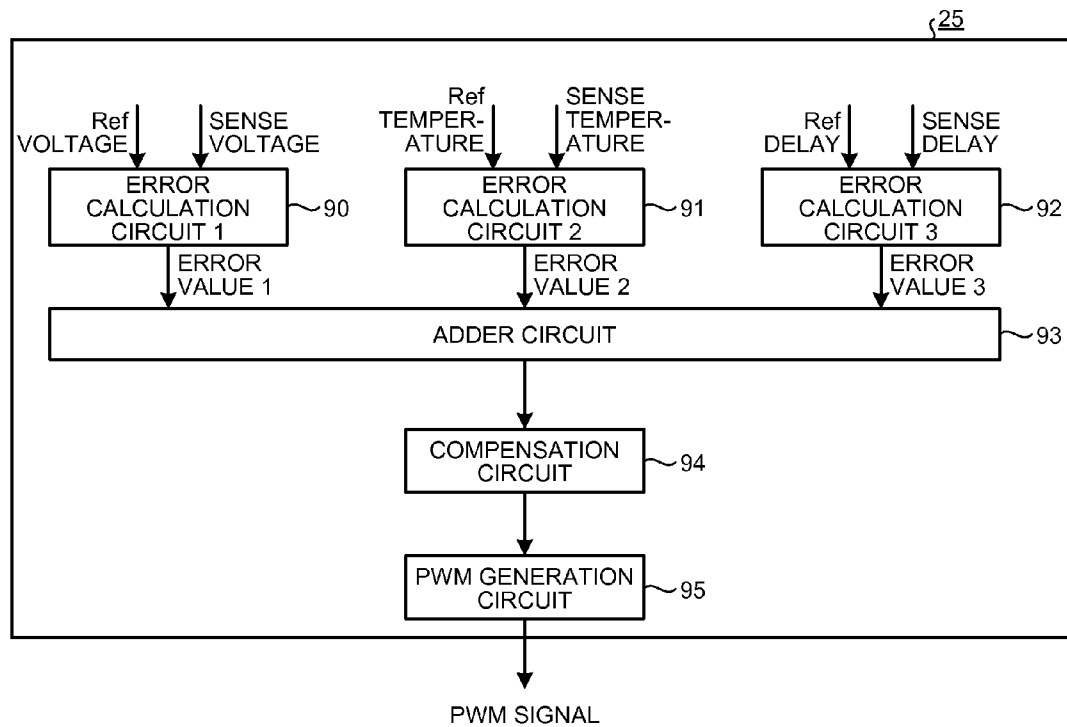 25
Ref
VOLTAGE
SENSE
VOLTAGE
Ref
TEMPER-
ATURE
SENSE
TEMPER-
ATURE
Ref
DELAY
SENSE
DELAY
ERROR
CALCULATION
CIRCUIT 1
90
ERROR
CALCULATION
CIRCUIT 2
91
ERROR
CALCULATION
CIRCUIT 3
92
ERROR
VALUE 1
ERROR
VALUE 2
ERROR
VALUE 3
ADDER CIRCUIT
93
COMPENSATION
CIRCUIT
94
PWM GENERATION
CIRCUIT
95
PWM SIGNAL